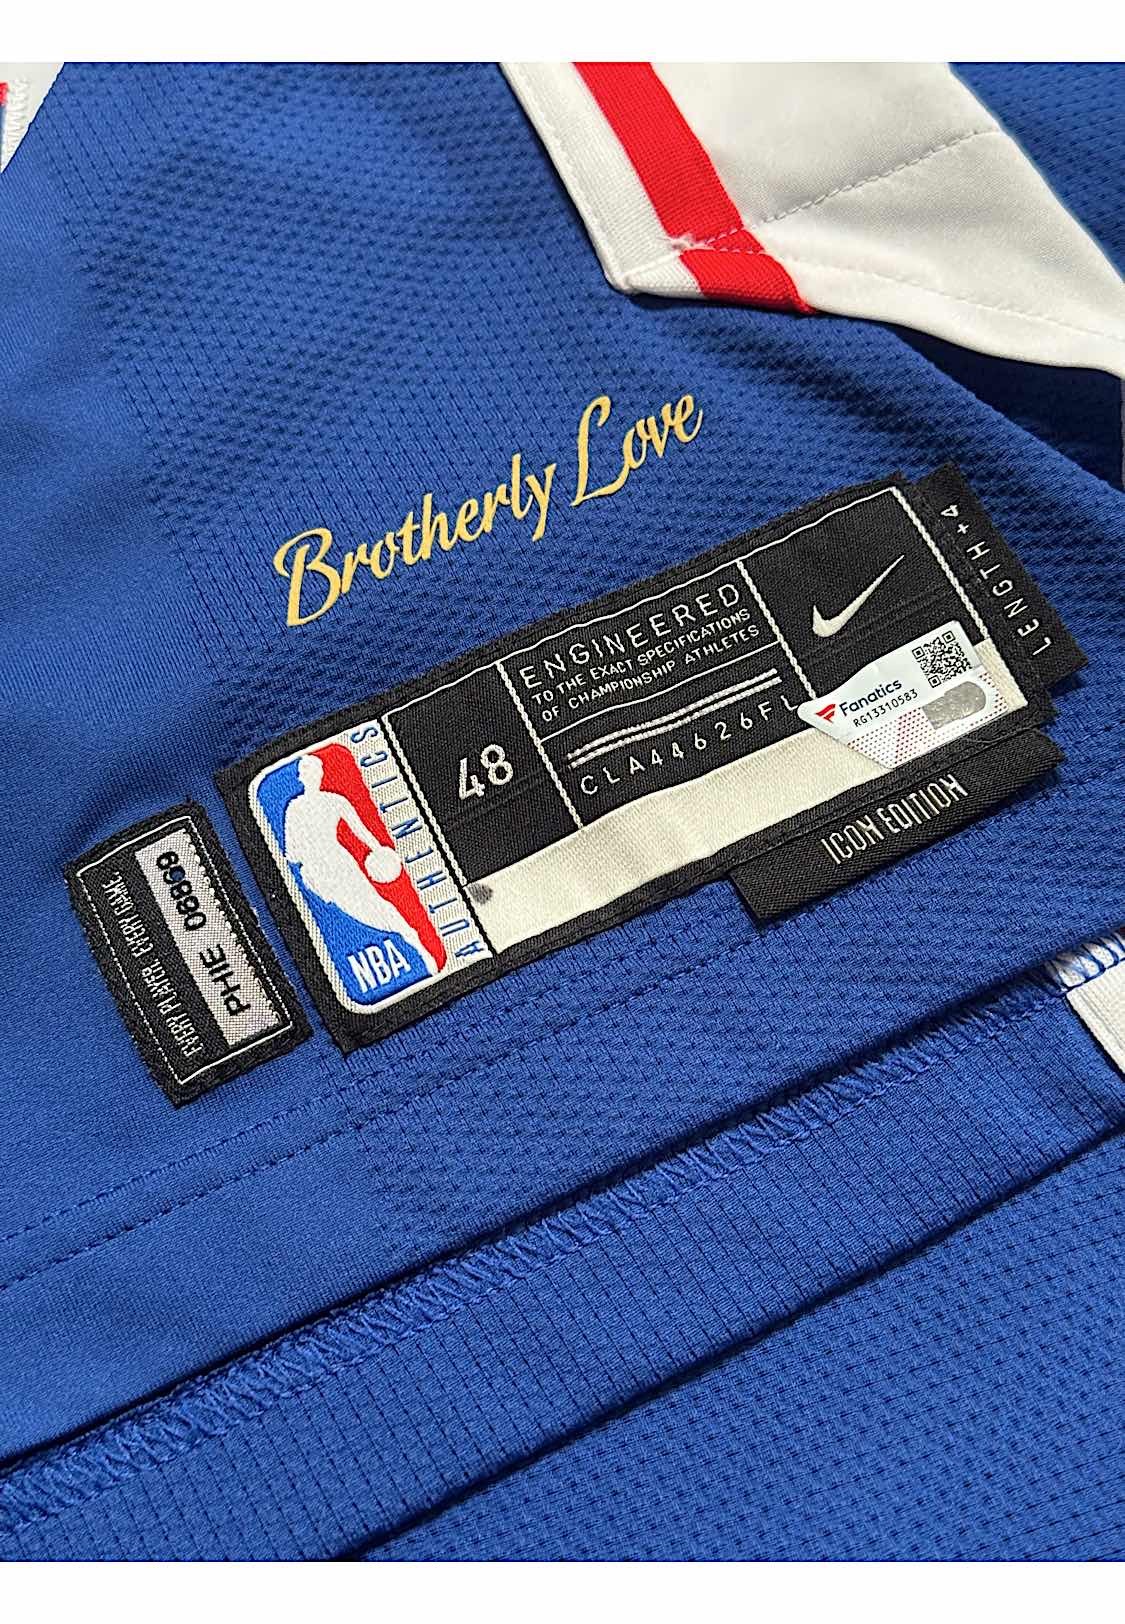 Brotherly Love
ENGINEERED
TO THE EXACT SPECIFICATIONS
OF CHAMPIONSHIP ATHLETES
48
CLA44626FL
LENGTH+4
Fanatics
RG13310583
ICON EDITION
NBA
AUTHENTICS
EVERY PLAYER. EVERY GAME.
PHIE 08869